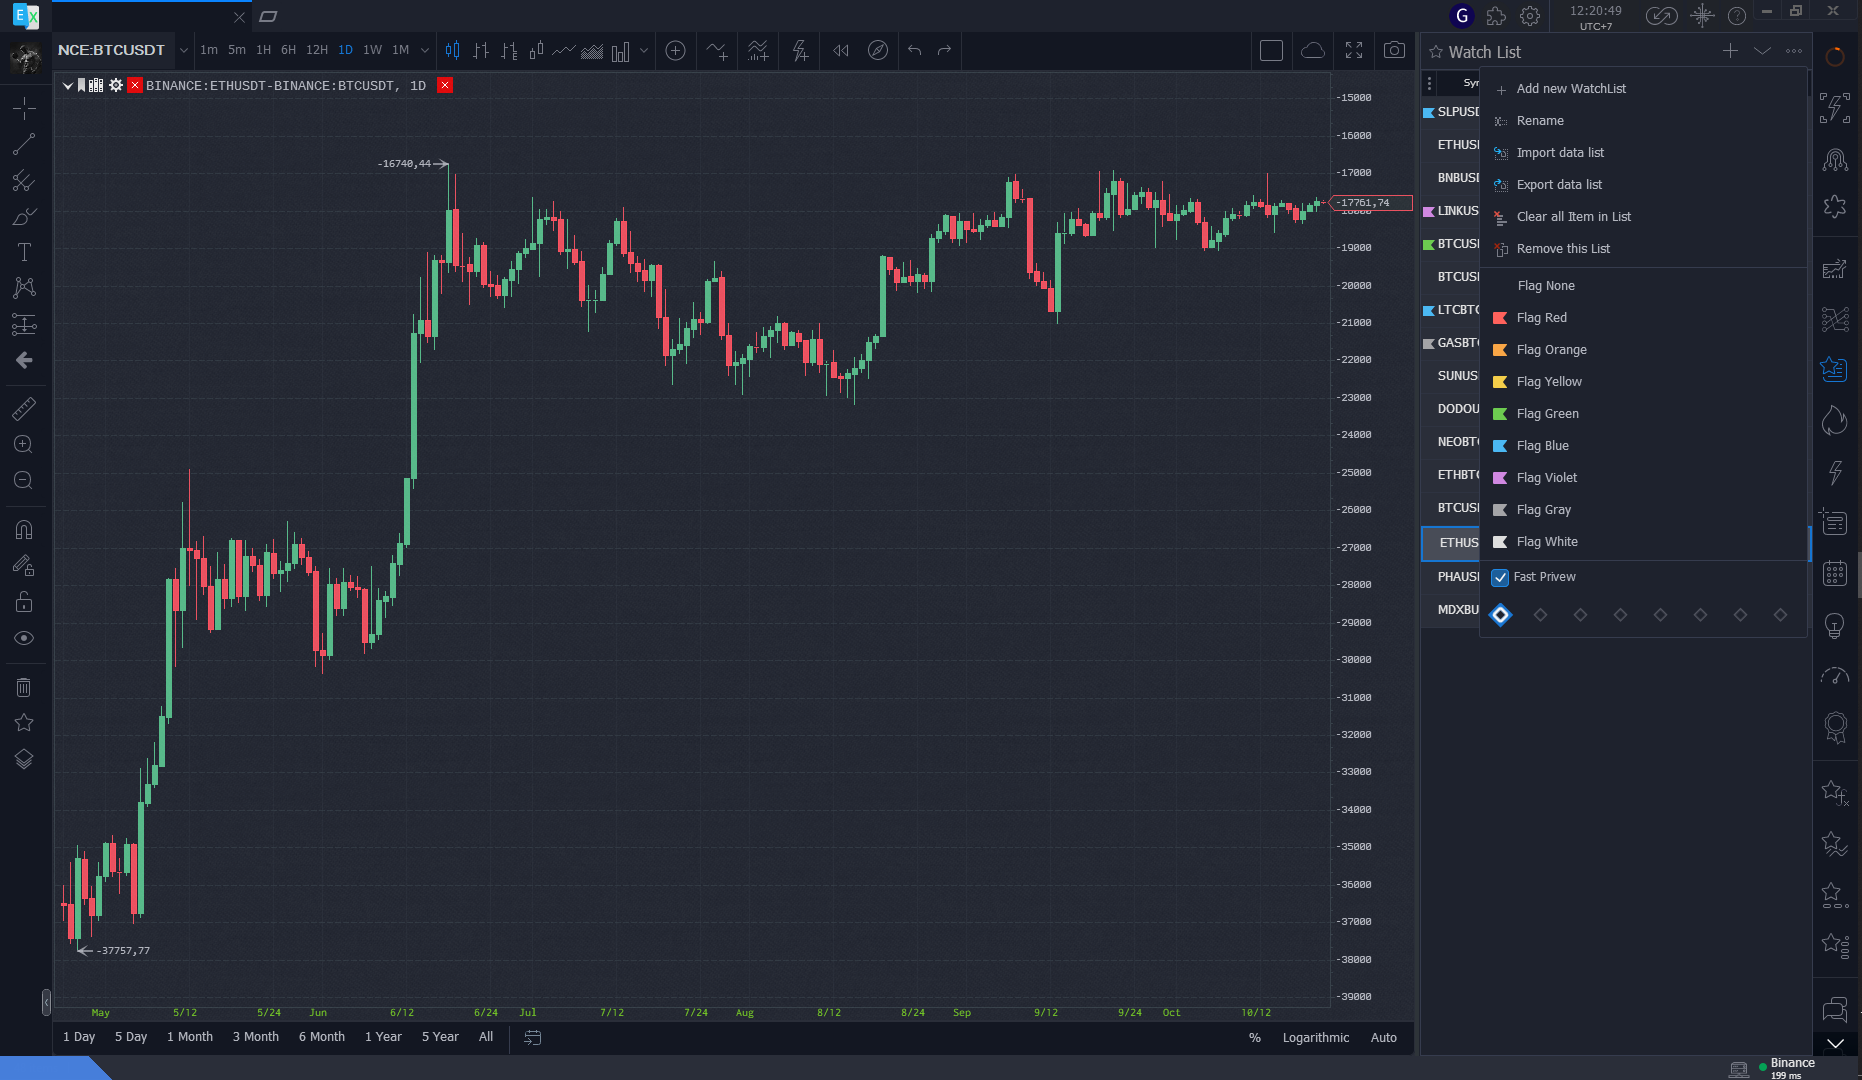 EX
G
12:20:49
UTC+7
NCE:BTCUSDT
1m 5m 1H 6H 12H 1D 1W 1M
Watch List
BINANCE:ETHUSDT-BINANCE:BTCUSDT, 1D
-16740,44
-37757,77
-15000
-16000
-17000
-17761,74
-18000
-19000
-20000
-21000
-22000
-23000
-24000
-25000
-26000
-27000
-28000
-29000
-30000
-31000
-32000
-33000
-34000
-35000
-36000
-37000
-38000
-39000
May 5/12 5/24 Jun 6/12 6/24 Jul 7/12 7/24 Aug 8/12 8/24 Sep 9/12 9/24 Oct 10/12
1 Day 5 Day 1 Month 3 Month 6 Month 1 Year 5 Year All
% Logarithmic Auto
Syr
SLPUSD
ETHUSI
BNBUSD
LINKUS
BTCUSI
BTCUSI
LTCBTC
GASBTC
SUNUS
DODOU
NEOBTC
ETHBTC
BTCUSI
ETHUS
PHAUSI
MDXBU
Add new WatchList
Rename
Import data list
Export data list
Clear all Item in List
Remove this List
Flag None
Flag Red
Flag Orange
Flag Yellow
Flag Green
Flag Blue
Flag Violet
Flag Gray
Flag White
Fast Privew
Binance
199 ms